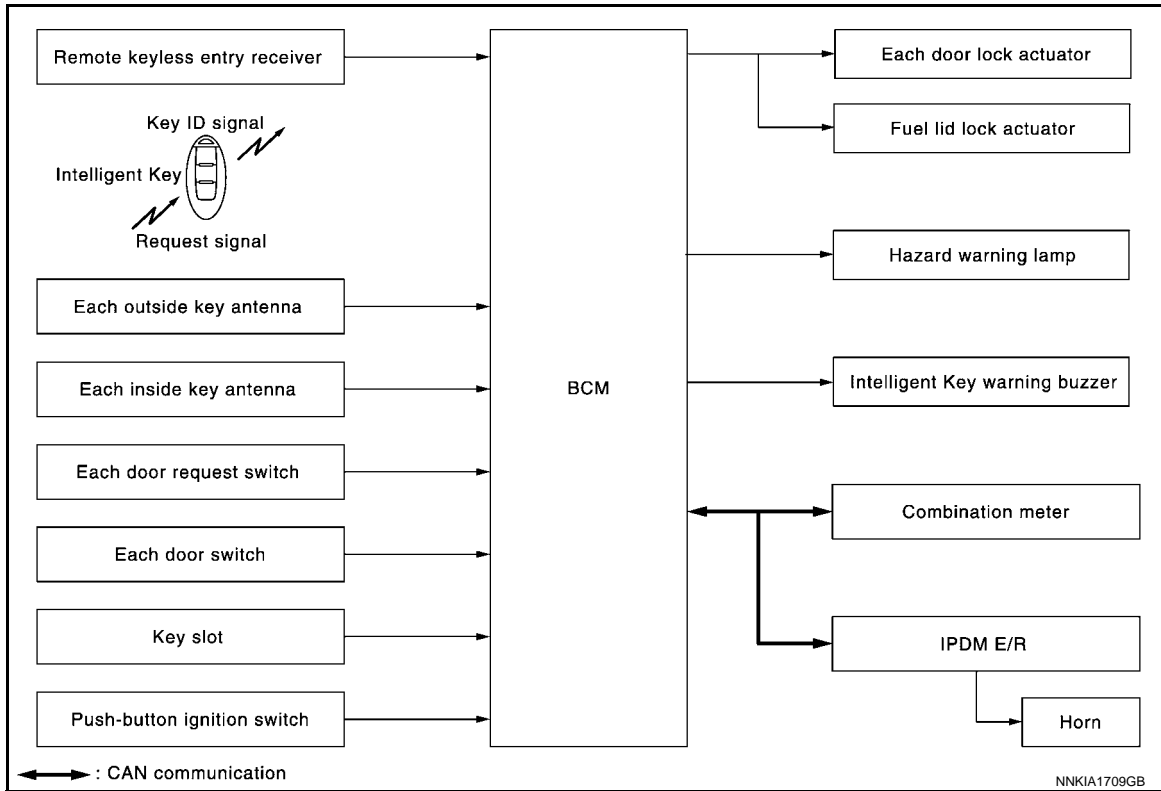 Remote keyless entry receiver
Key ID signal
Intelligent Key
Request signal
Each outside key antenna
Each inside key antenna
Each door request switch
Each door switch
Key slot
Push-button ignition switch
BCM
Each door lock actuator
Fuel lid lock actuator
Hazard warning lamp
Intelligent Key warning buzzer
Combination meter
IPDM E/R
Horn
: CAN communication
NNKIA1709GB